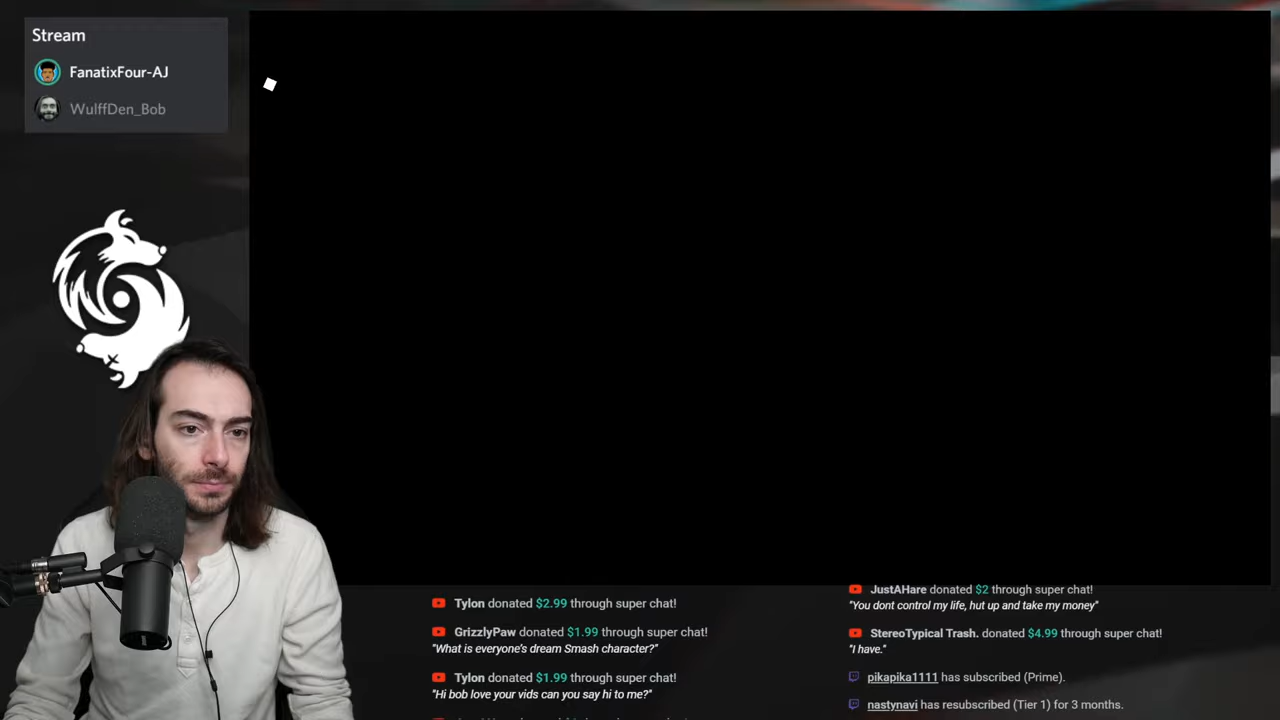 Stream
FanatixFour-AJ
WulffDen_Bob
Tylon donated $2.99 through super chat!
GrizzlyPaw donated $1.99 through super chat!
"What is everyone's dream Smash character?"
Tylon donated $1.99 through super chat!
"Hi bob love your vids can you say hi to me?"
JustAHare donated $2 through super chat!
"You dont control my life, hut up and take my money"
StereoTypical Trash. donated $4.99 through super chat!
"I have."
pikapika1111 has subscribed (Prime).
nastynavi has resubscribed (Tier 1) for 3 months.